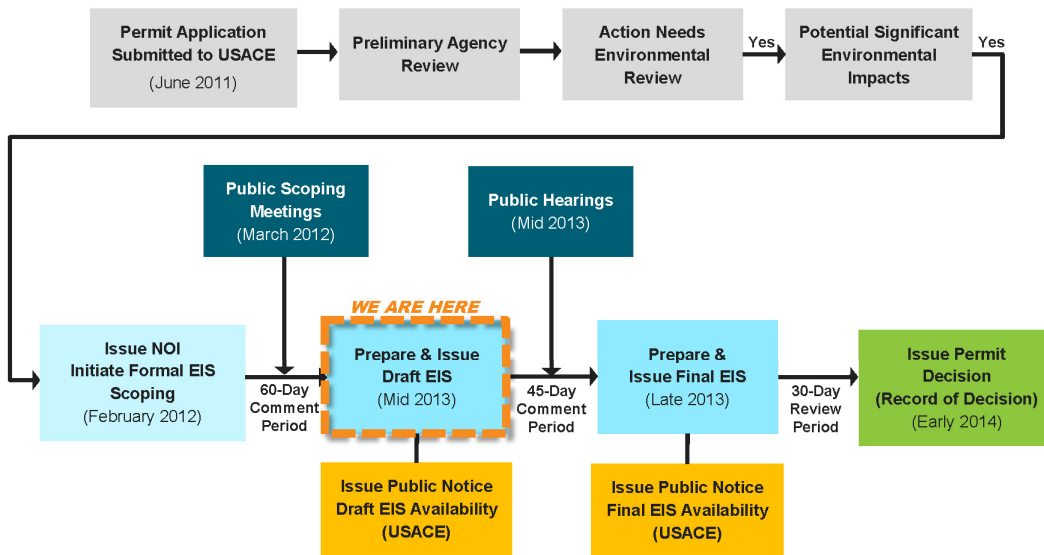 Permit Application
Submitted to USACE
(June 2011)
Preliminary Agency
Review
Action Needs
Environmental
Review
Yes
Potential Significant
Environmental
Impacts
Yes
Public Scoping
Meetings
(March 2012)
Public Hearings
(Mid 2013)
WE ARE HERE
Issue NOI
Initiate Formal EIS
Scoping
(February 2012)
60-Day
Comment
Period
Prepare & Issue
Draft EIS
(Mid 2013)
45-Day
Comment
Period
Prepare &
Issue Final EIS
(Late 2013)
30-Day
Review
Period
Issue Permit
Decision
(Record of Decision)
(Early 2014)
Issue Public Notice
Draft EIS Availability
(USACE)
Issue Public Notice
Final EIS Availability
(USACE)